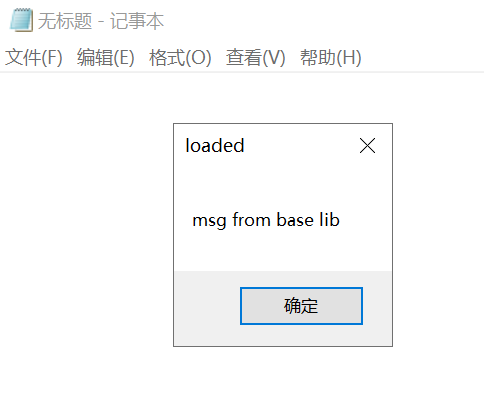 无标题 - 记事本
文件(F) 编辑(E) 格式(O) 查看(V) 帮助(H)
loaded
msg from base lib
确定